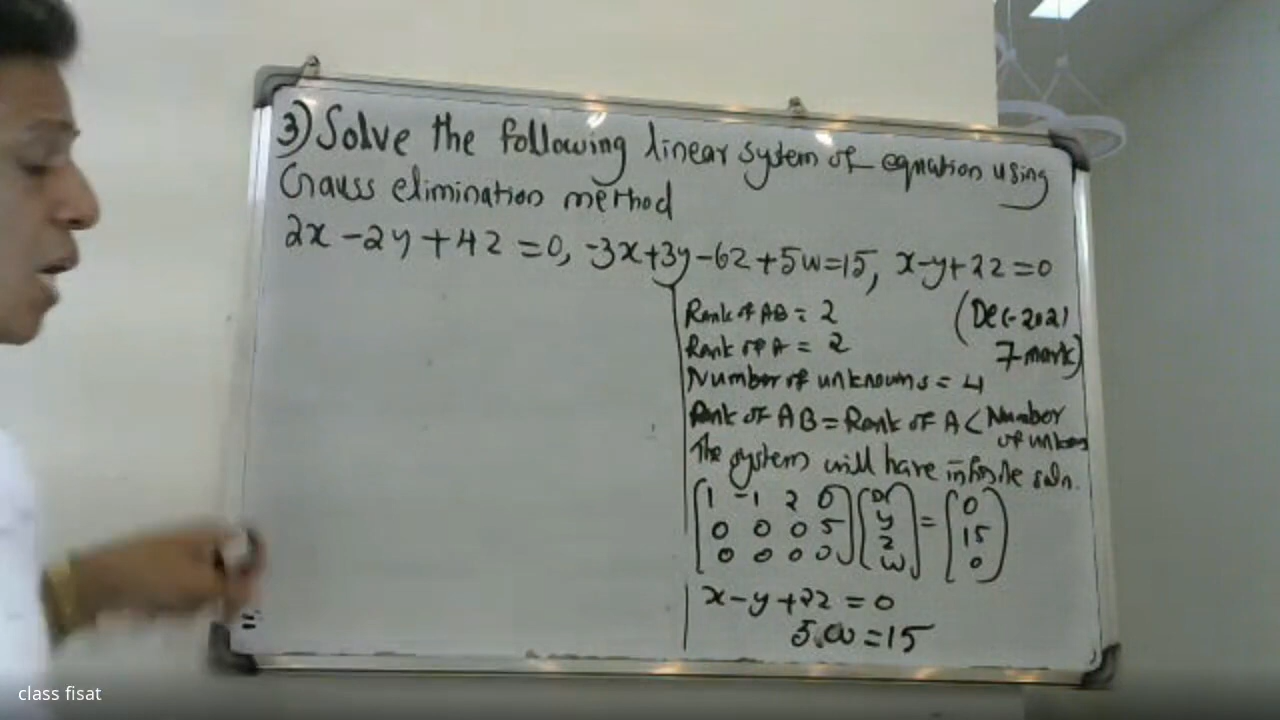 3) Solve the following linear system of equation using
Gauss elimination method
2x - 2y + 4z = 0, -3x + 3y - 6z + 5w = 15, x - y + 2z = 0
Rank of AB = 2
(Dec-2021
Rank of A = 2
7 mark)
Number of unknowns = 4
Rank of AB = Rank of A < Number
of unkns
The system will have infinite soln.
[1 -1 2 0] [x] = [0]
[0 0 0 5] [y] [15]
[0 0 0 0] [z] [0]
[w]
x - y + 2z = 0
5w = 15
=
class fisat